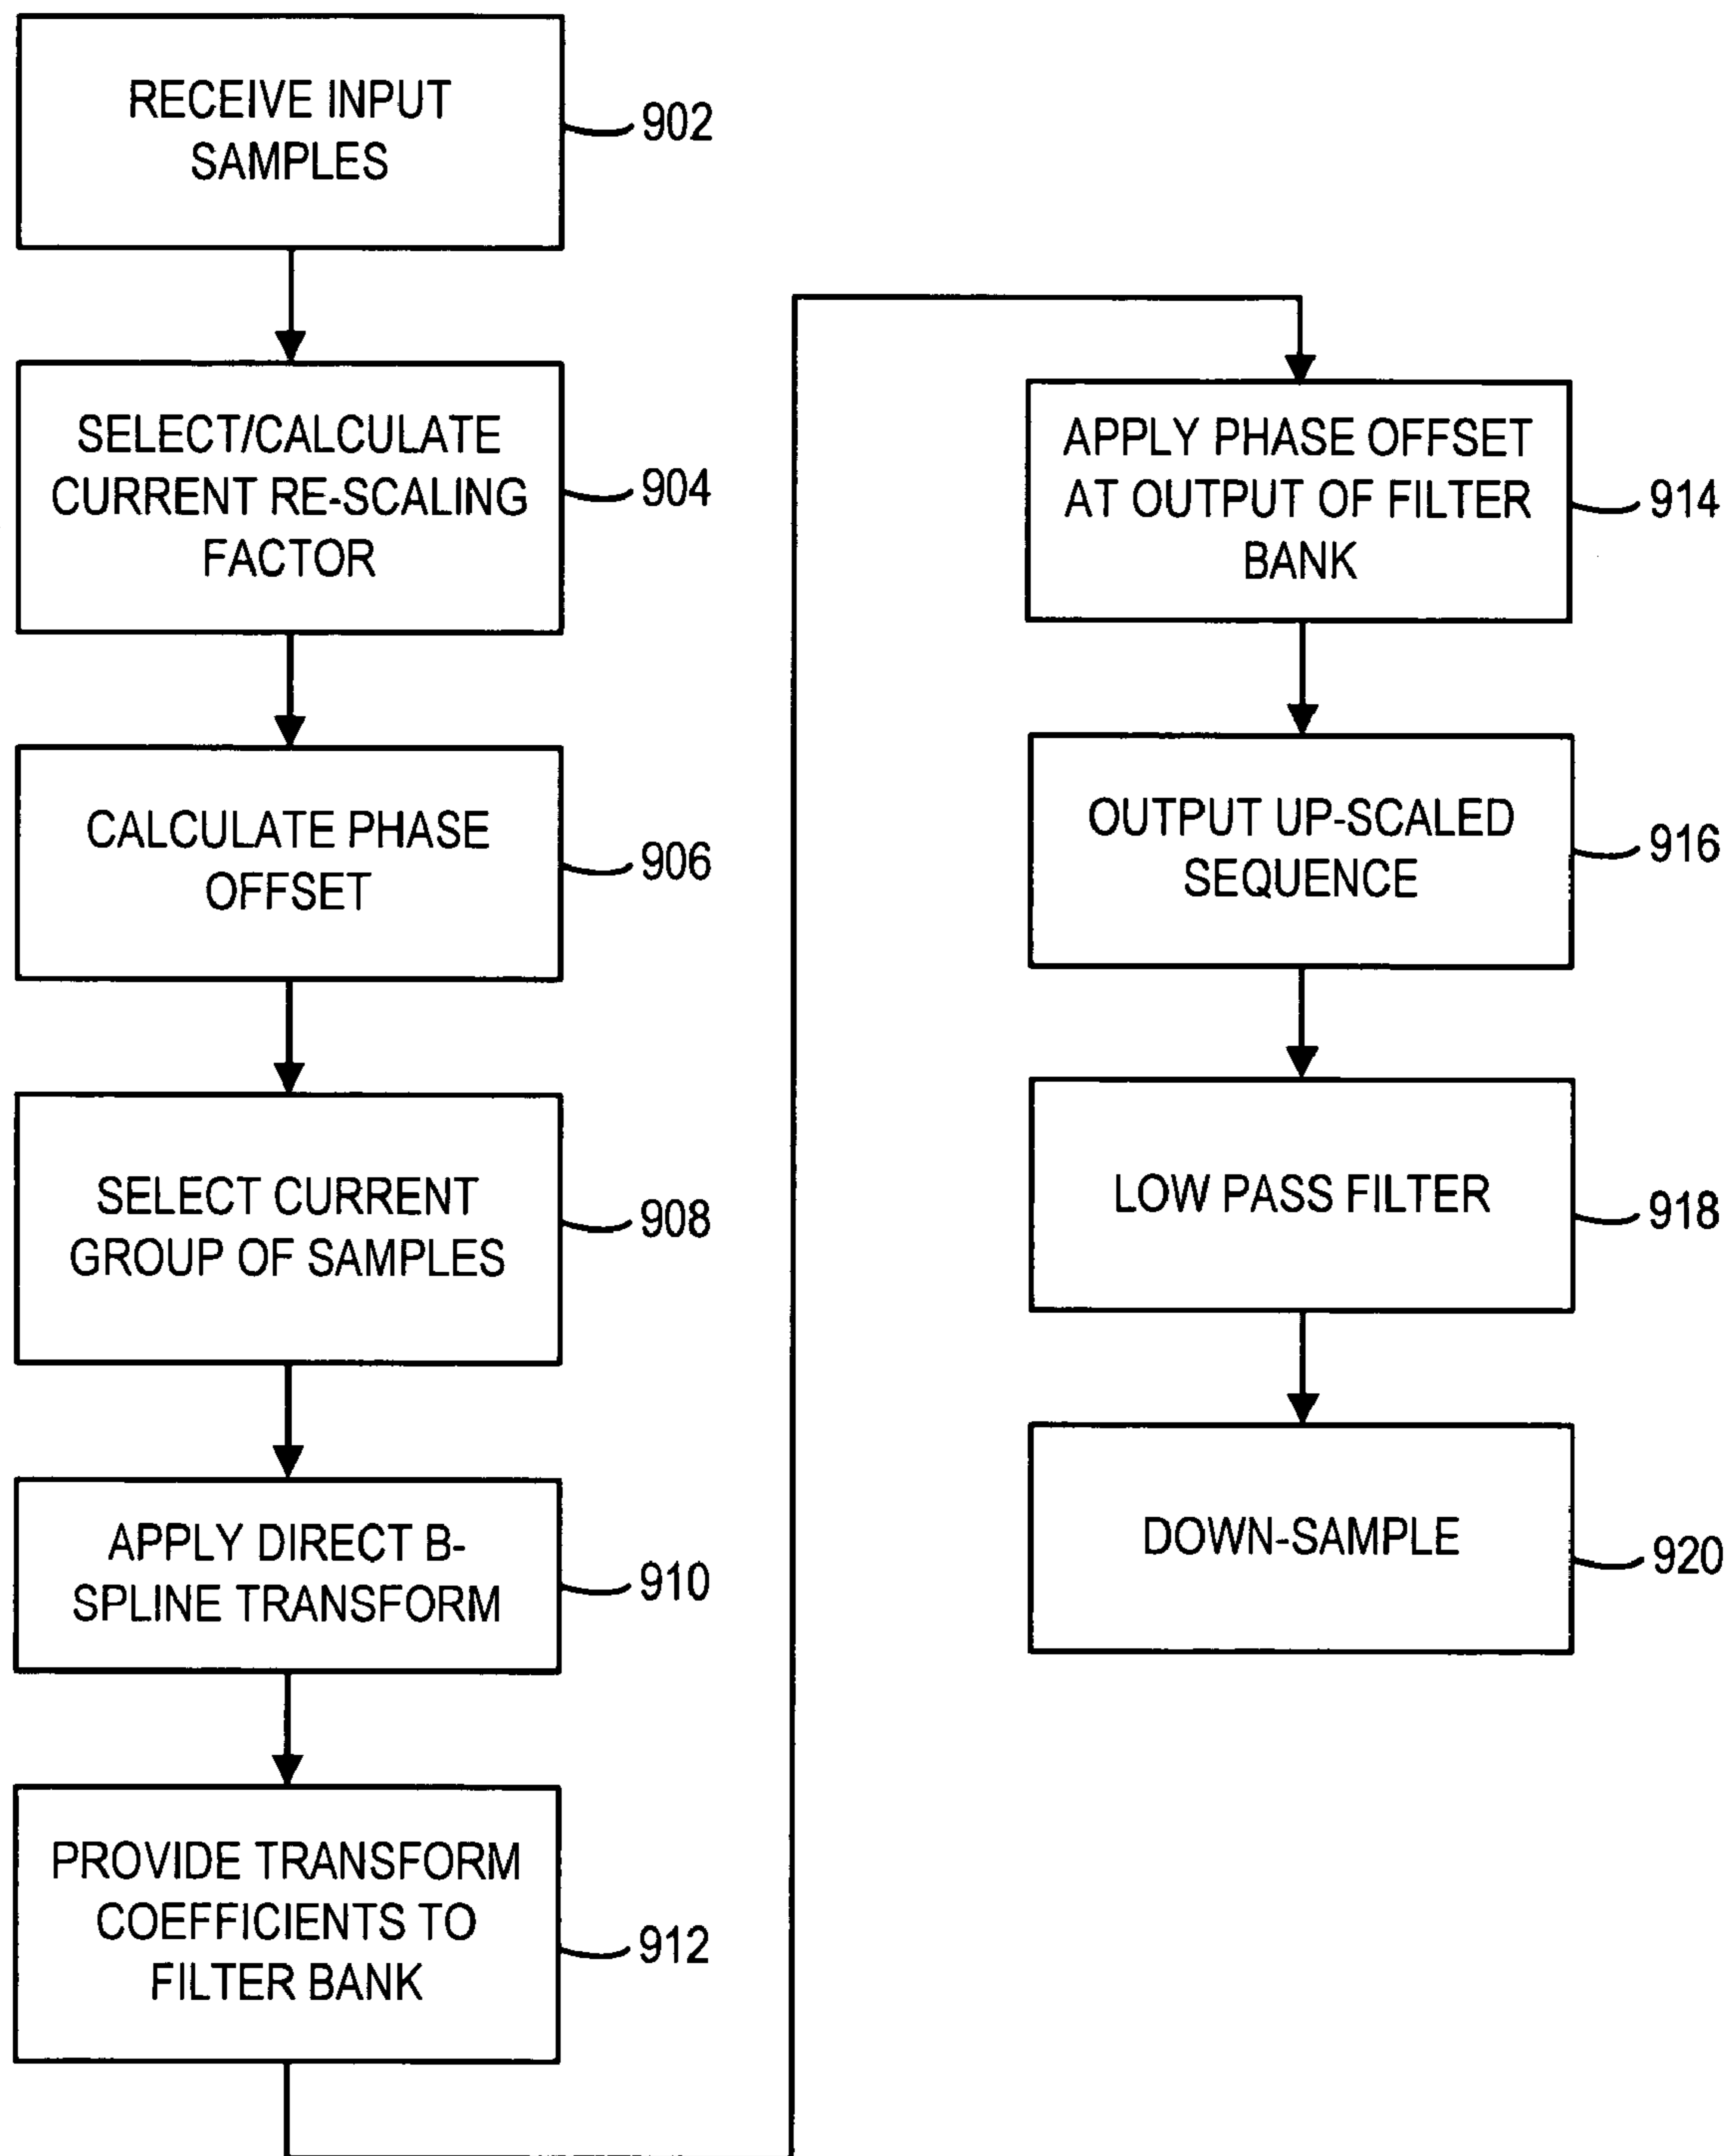 RECEIVE INPUT
SAMPLES
902
SELECT/CALCULATE
CURRENT RE-SCALING
FACTOR
904
CALCULATE PHASE
OFFSET
906
SELECT CURRENT
GROUP OF SAMPLES
908
APPLY DIRECT B-
SPLINE TRANSFORM
910
PROVIDE TRANSFORM
COEFFICIENTS TO
FILTER BANK
912
APPLY PHASE OFFSET
AT OUTPUT OF FILTER
BANK
914
OUTPUT UP-SCALED
SEQUENCE
916
LOW PASS FILTER
918
DOWN-SAMPLE
920